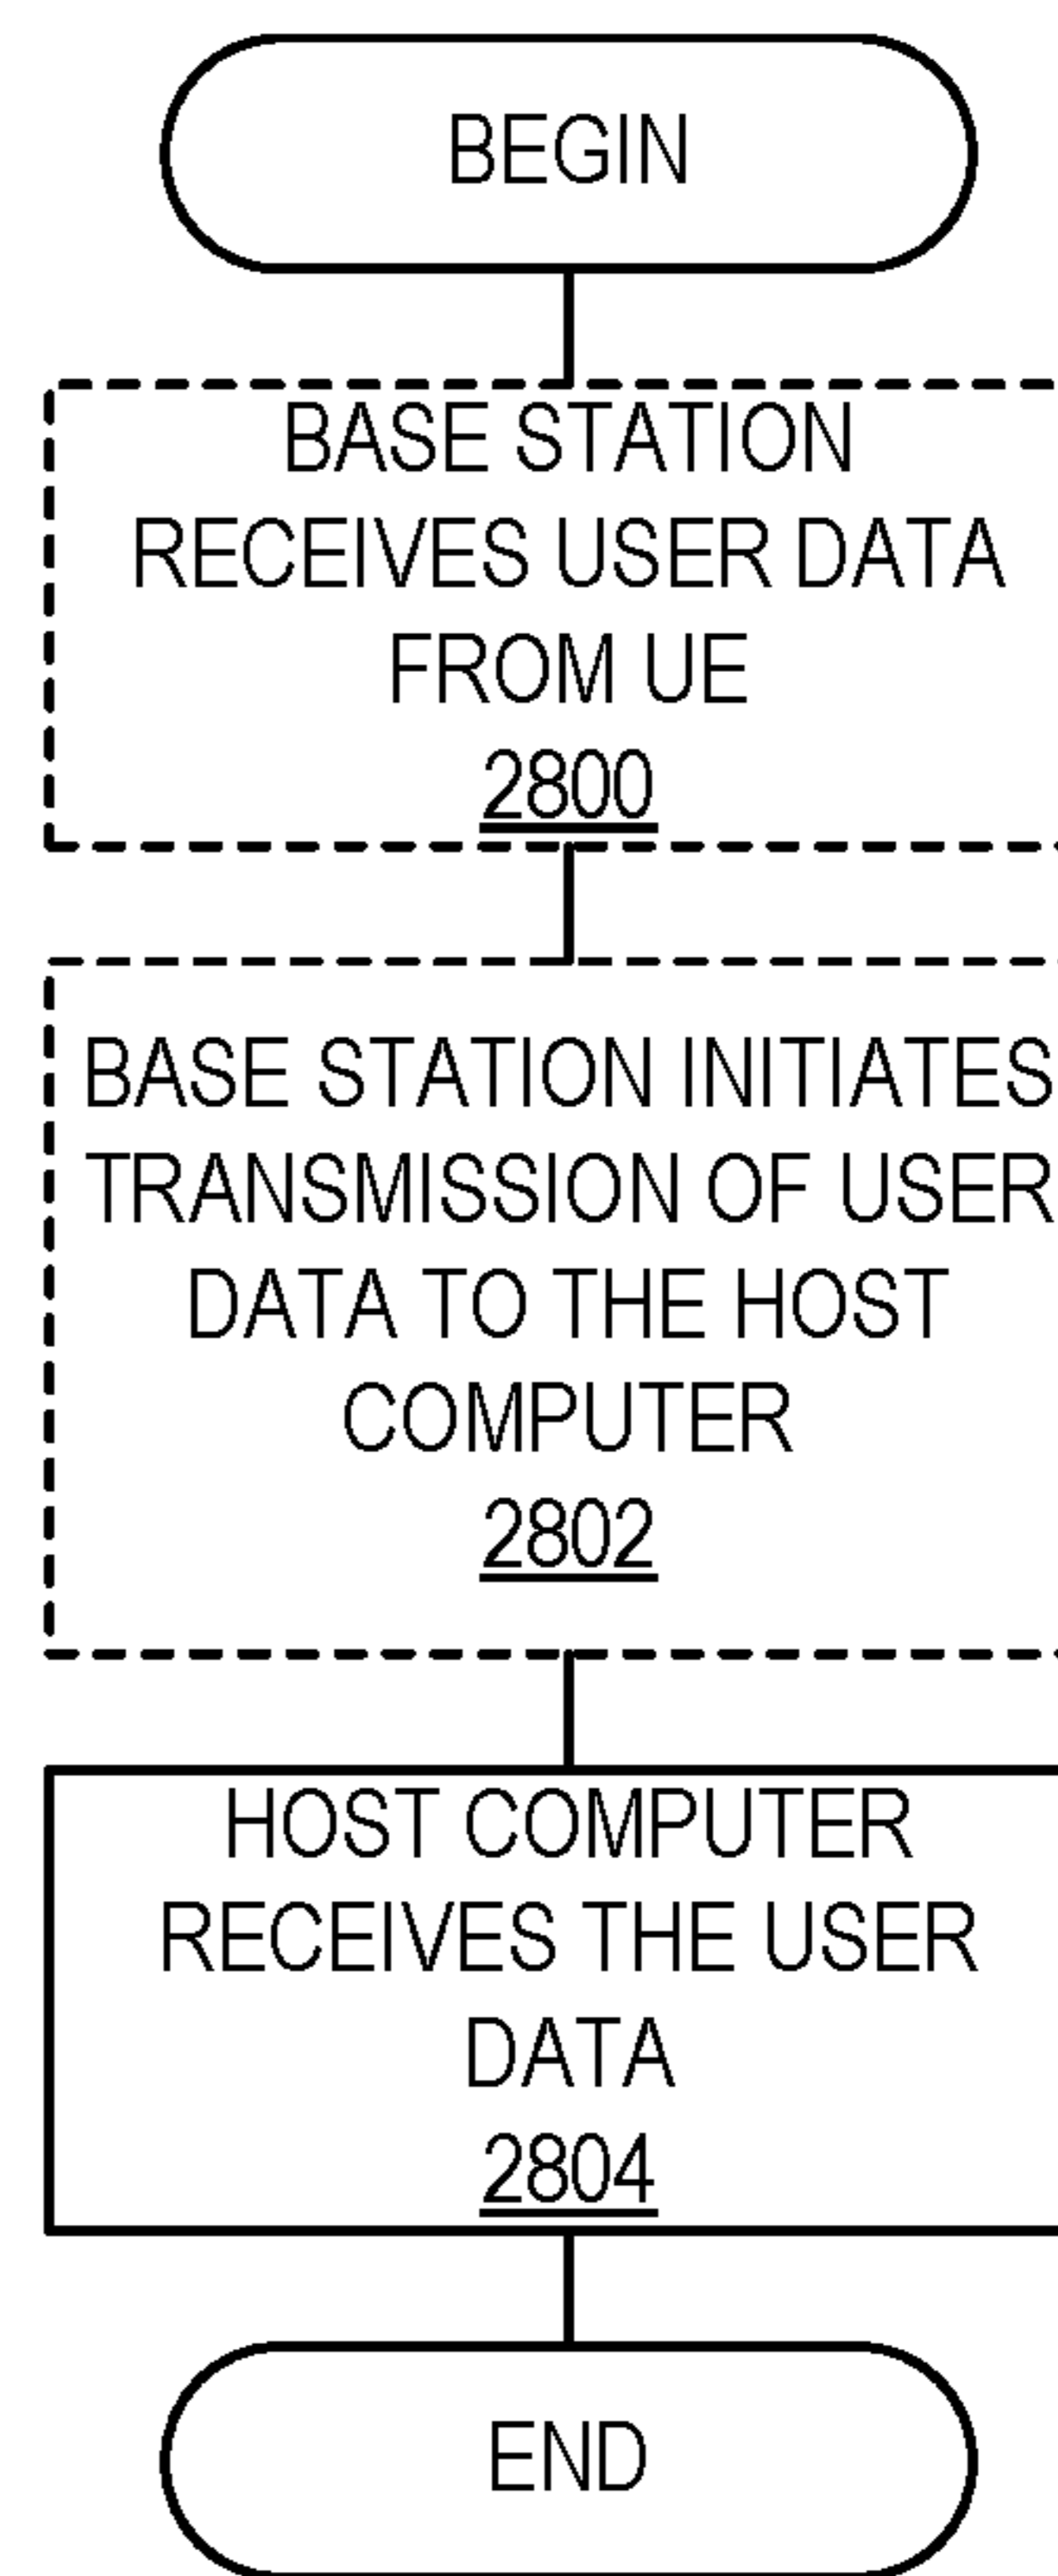 BEGIN
BASE STATION
RECEIVES USER DATA
FROM UE
2800
BASE STATION INITIATES
TRANSMISSION OF USER
DATA TO THE HOST
COMPUTER
2802
HOST COMPUTER
RECEIVES THE USER
DATA
2804
END